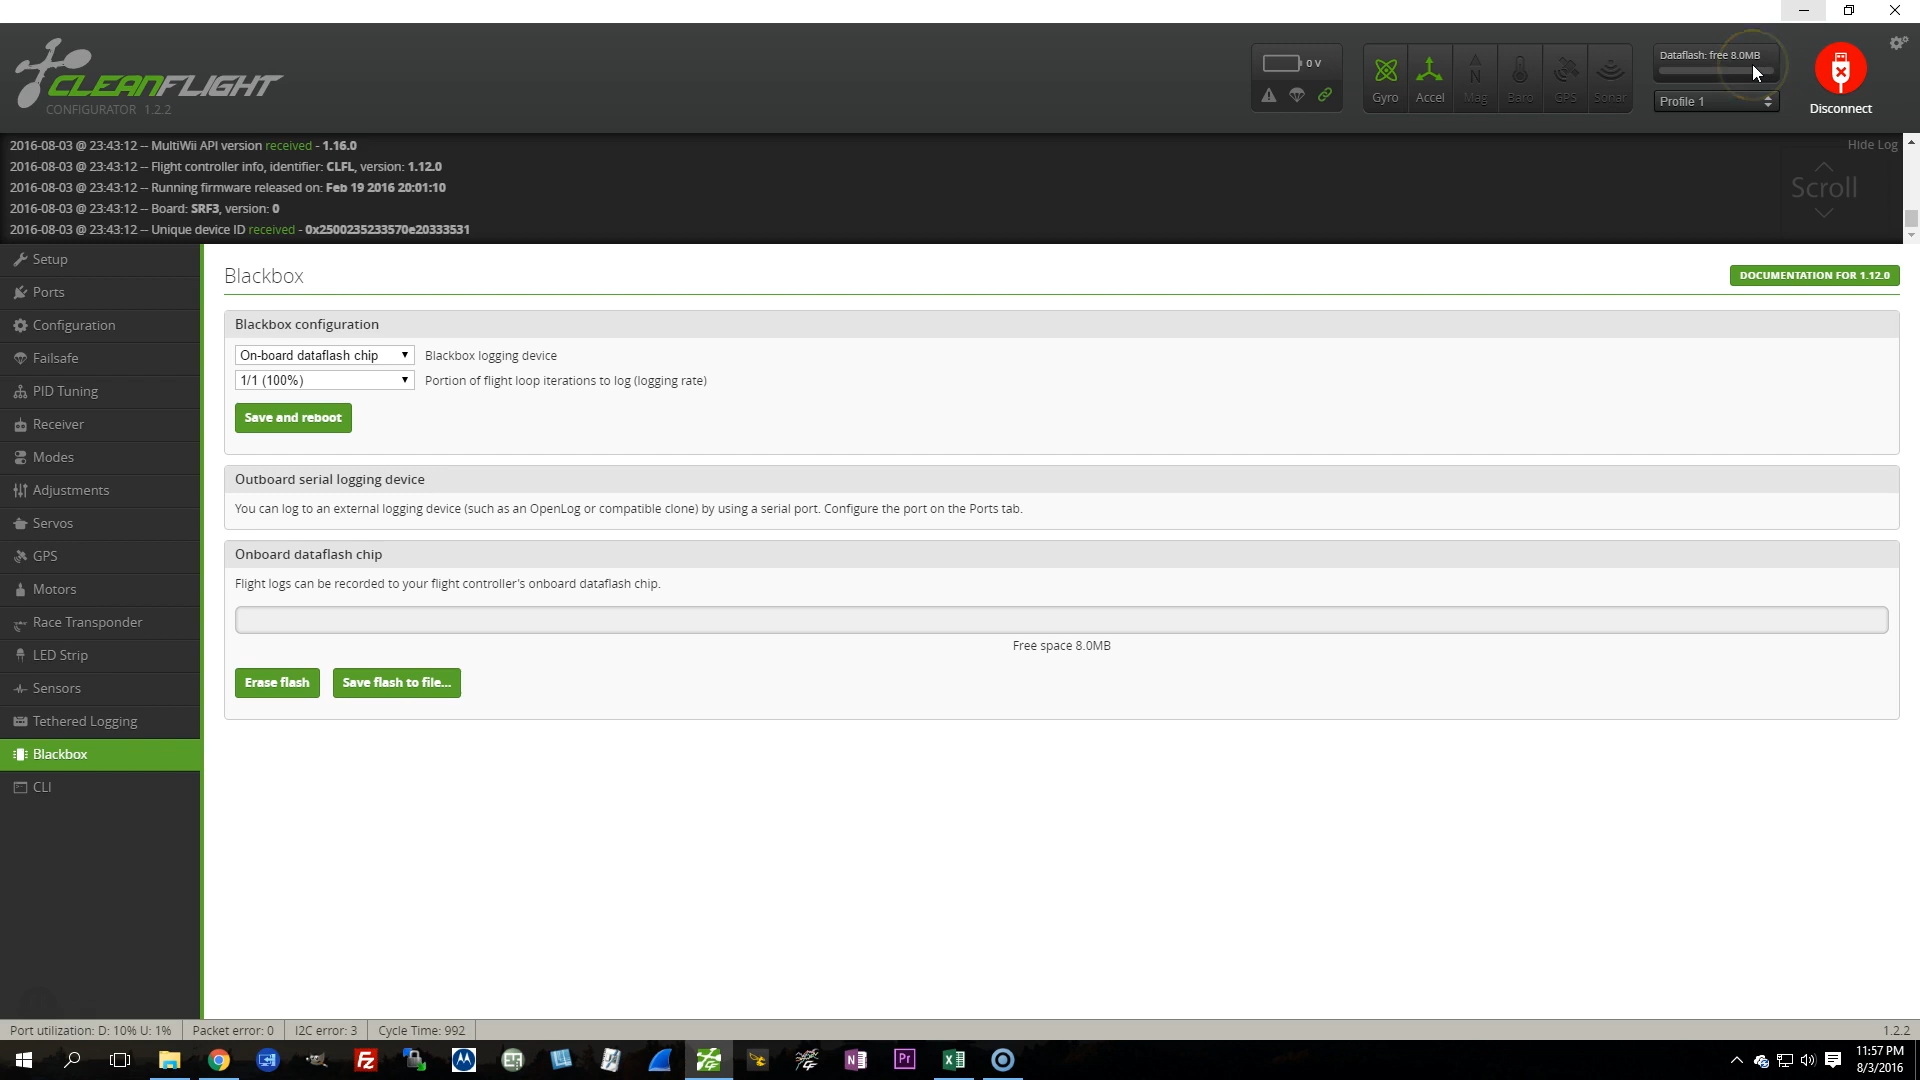 CLEANFLIGHT
CONFIGURATOR 1.2.2
0 V
Gyro
Accel
Mag
Baro
GPS
Sonar
Dataflash: free 8.0MB
Profile 1
Disconnect
2016-08-03 @ 23:43:12 -- MultiWii API version received - 1.16.0
2016-08-03 @ 23:43:12 -- Flight controller info, identifier: CLFL, version: 1.12.0
2016-08-03 @ 23:43:12 -- Running firmware released on: Feb 19 2016 20:01:10
2016-08-03 @ 23:43:12 -- Board: SRF3, version: 0
2016-08-03 @ 23:43:12 -- Unique device ID received - 0x2500235233570e20333531
Hide Log
Scroll
Setup
Ports
Configuration
Failsafe
PID Tuning
Receiver
Modes
Adjustments
Servos
GPS
Motors
Race Transponder
LED Strip
Sensors
Tethered Logging
Blackbox
CLI
Blackbox
DOCUMENTATION FOR 1.12.0
Blackbox configuration
On-board dataflash chip Blackbox logging device
1/1 (100%) Portion of flight loop iterations to log (logging rate)
Save and reboot
Outboard serial logging device
You can log to an external logging device (such as an OpenLog or compatible clone) by using a serial port. Configure the port on the Ports tab.
Onboard dataflash chip
Flight logs can be recorded to your flight controller's onboard dataflash chip.
Free space 8.0MB
Erase flash Save flash to file...
Port utilization: D: 10% U: 1% Packet error: 0 I2C error: 3 Cycle Time: 992 1.2.2
11:57 PM
8/3/2016